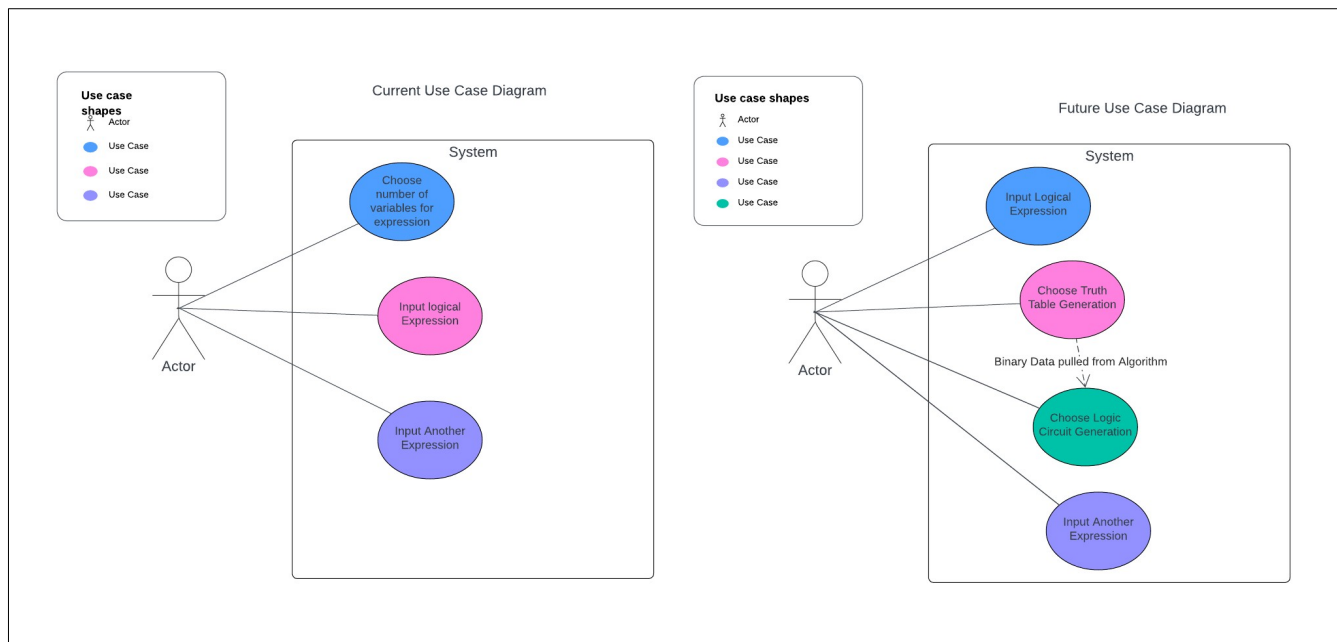 Use case
shapes
Actor
Use Case
Use Case
Use Case
Current Use Case Diagram
System
Choose
number of
variables for
expression
Input logical
Expression
Input Another
Expression
Actor
Use case shapes
Actor
Use Case
Use Case
Use Case
Use Case
Future Use Case Diagram
System
Input Logical
Expression
Choose Truth
Table Generation
Binary Data pulled from Algorithm
Choose Logic
Circuit Generation
Input Another
Expression
Actor